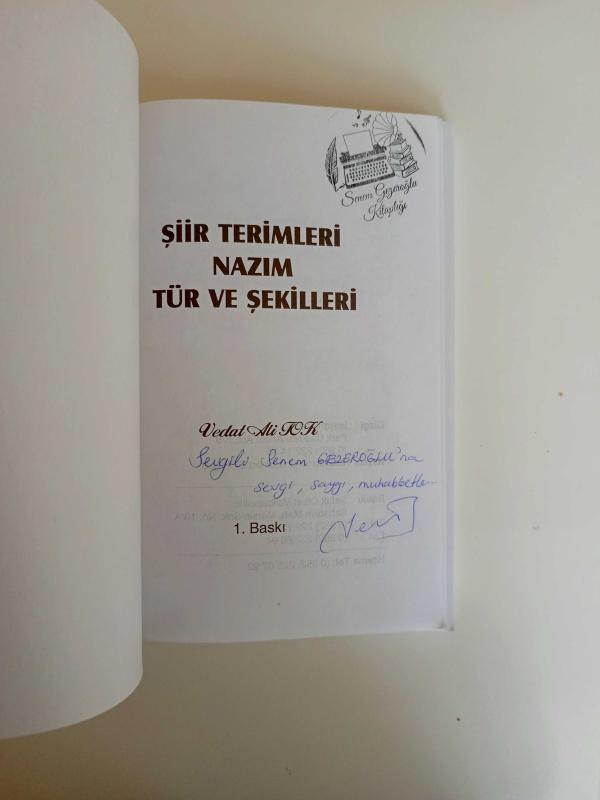 Senem Gezeroğlu
Kitaplığı
ŞİİR TERİMLERİ
NAZIM
TÜR VE ŞEKİLLERİ
Vedat Ali TOK
Sevgili Senem GEZEROĞLU'na
sevgi, saygı, muhabbetle..
1. Baskı